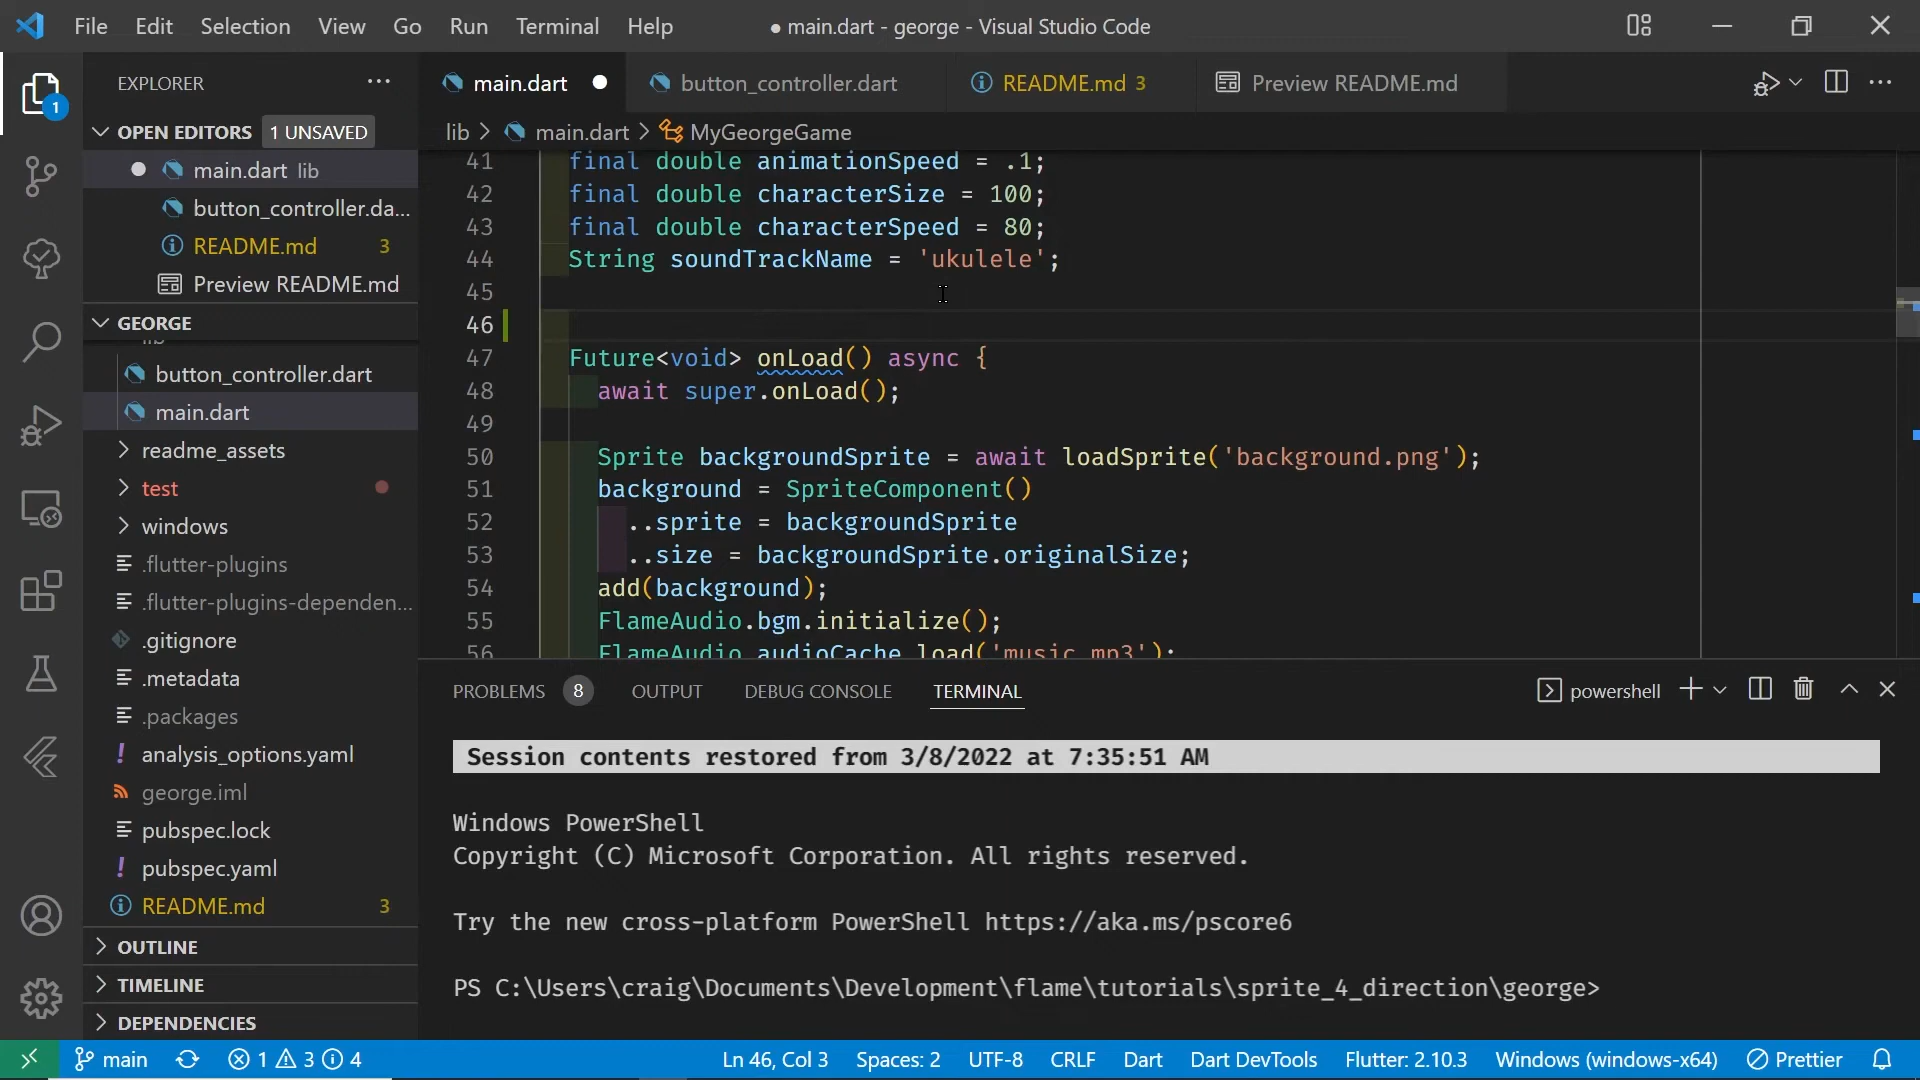 File Edit Selection View Go Run Terminal Help
● main.dart - george - Visual Studio Code
EXPLORER
OPEN EDITORS 1 UNSAVED
main.dart lib
button_controller.da...
README.md 3
Preview README.md
GEORGE
lib
button_controller.dart
main.dart
readme_assets
test
windows
.flutter-plugins
.flutter-plugins-dependen...
.gitignore
.metadata
.packages
analysis_options.yaml
george.iml
pubspec.lock
pubspec.yaml
README.md 3
OUTLINE
TIMELINE
DEPENDENCIES
1
main.dart button_controller.dart README.md 3 Preview README.md
lib > main.dart > MyGeorgeGame
41 final double animationSpeed = .1;
42 final double characterSize = 100;
43 final double characterSpeed = 80;
44 String soundTrackName = 'ukulele';
45
46
47 Future<void> onLoad() async {
48 await super.onLoad();
49
50 Sprite backgroundSprite = await loadSprite('background.png');
51 background = SpriteComponent()
52 ..sprite = backgroundSprite
53 ..size = backgroundSprite.originalSize;
54 add(background);
55 FlameAudio.bgm.initialize();
56 FlameAudio.audioCache.load('music.mp3');
PROBLEMS 8 OUTPUT DEBUG CONSOLE TERMINAL powershell
Session contents restored from 3/8/2022 at 7:35:51 AM
Windows PowerShell
Copyright (C) Microsoft Corporation. All rights reserved.
Try the new cross-platform PowerShell https://aka.ms/pscore6
PS C:\Users\craig\Documents\Development\flame\tutorials\sprite_4_direction\george>
main 1 3 4 Ln 46, Col 3 Spaces: 2 UTF-8 CRLF Dart Dart DevTools Flutter: 2.10.3 Windows (windows-x64) Prettier